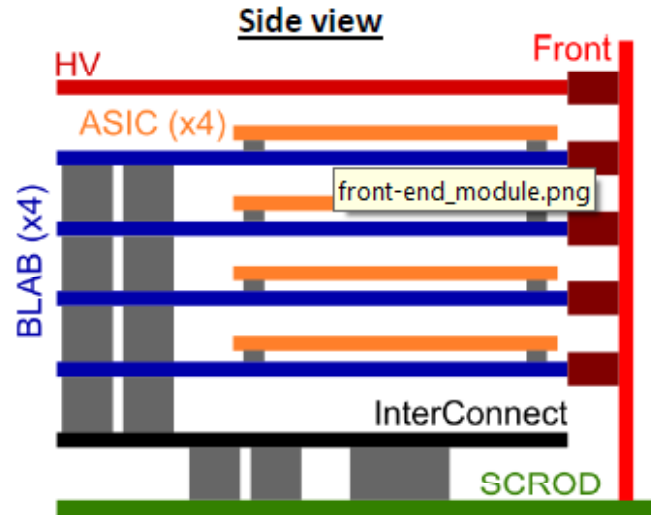 Side view
HV
Front
ASIC (x4)
front-end_module.png
BLAB (x4)
InterConnect
SCROD